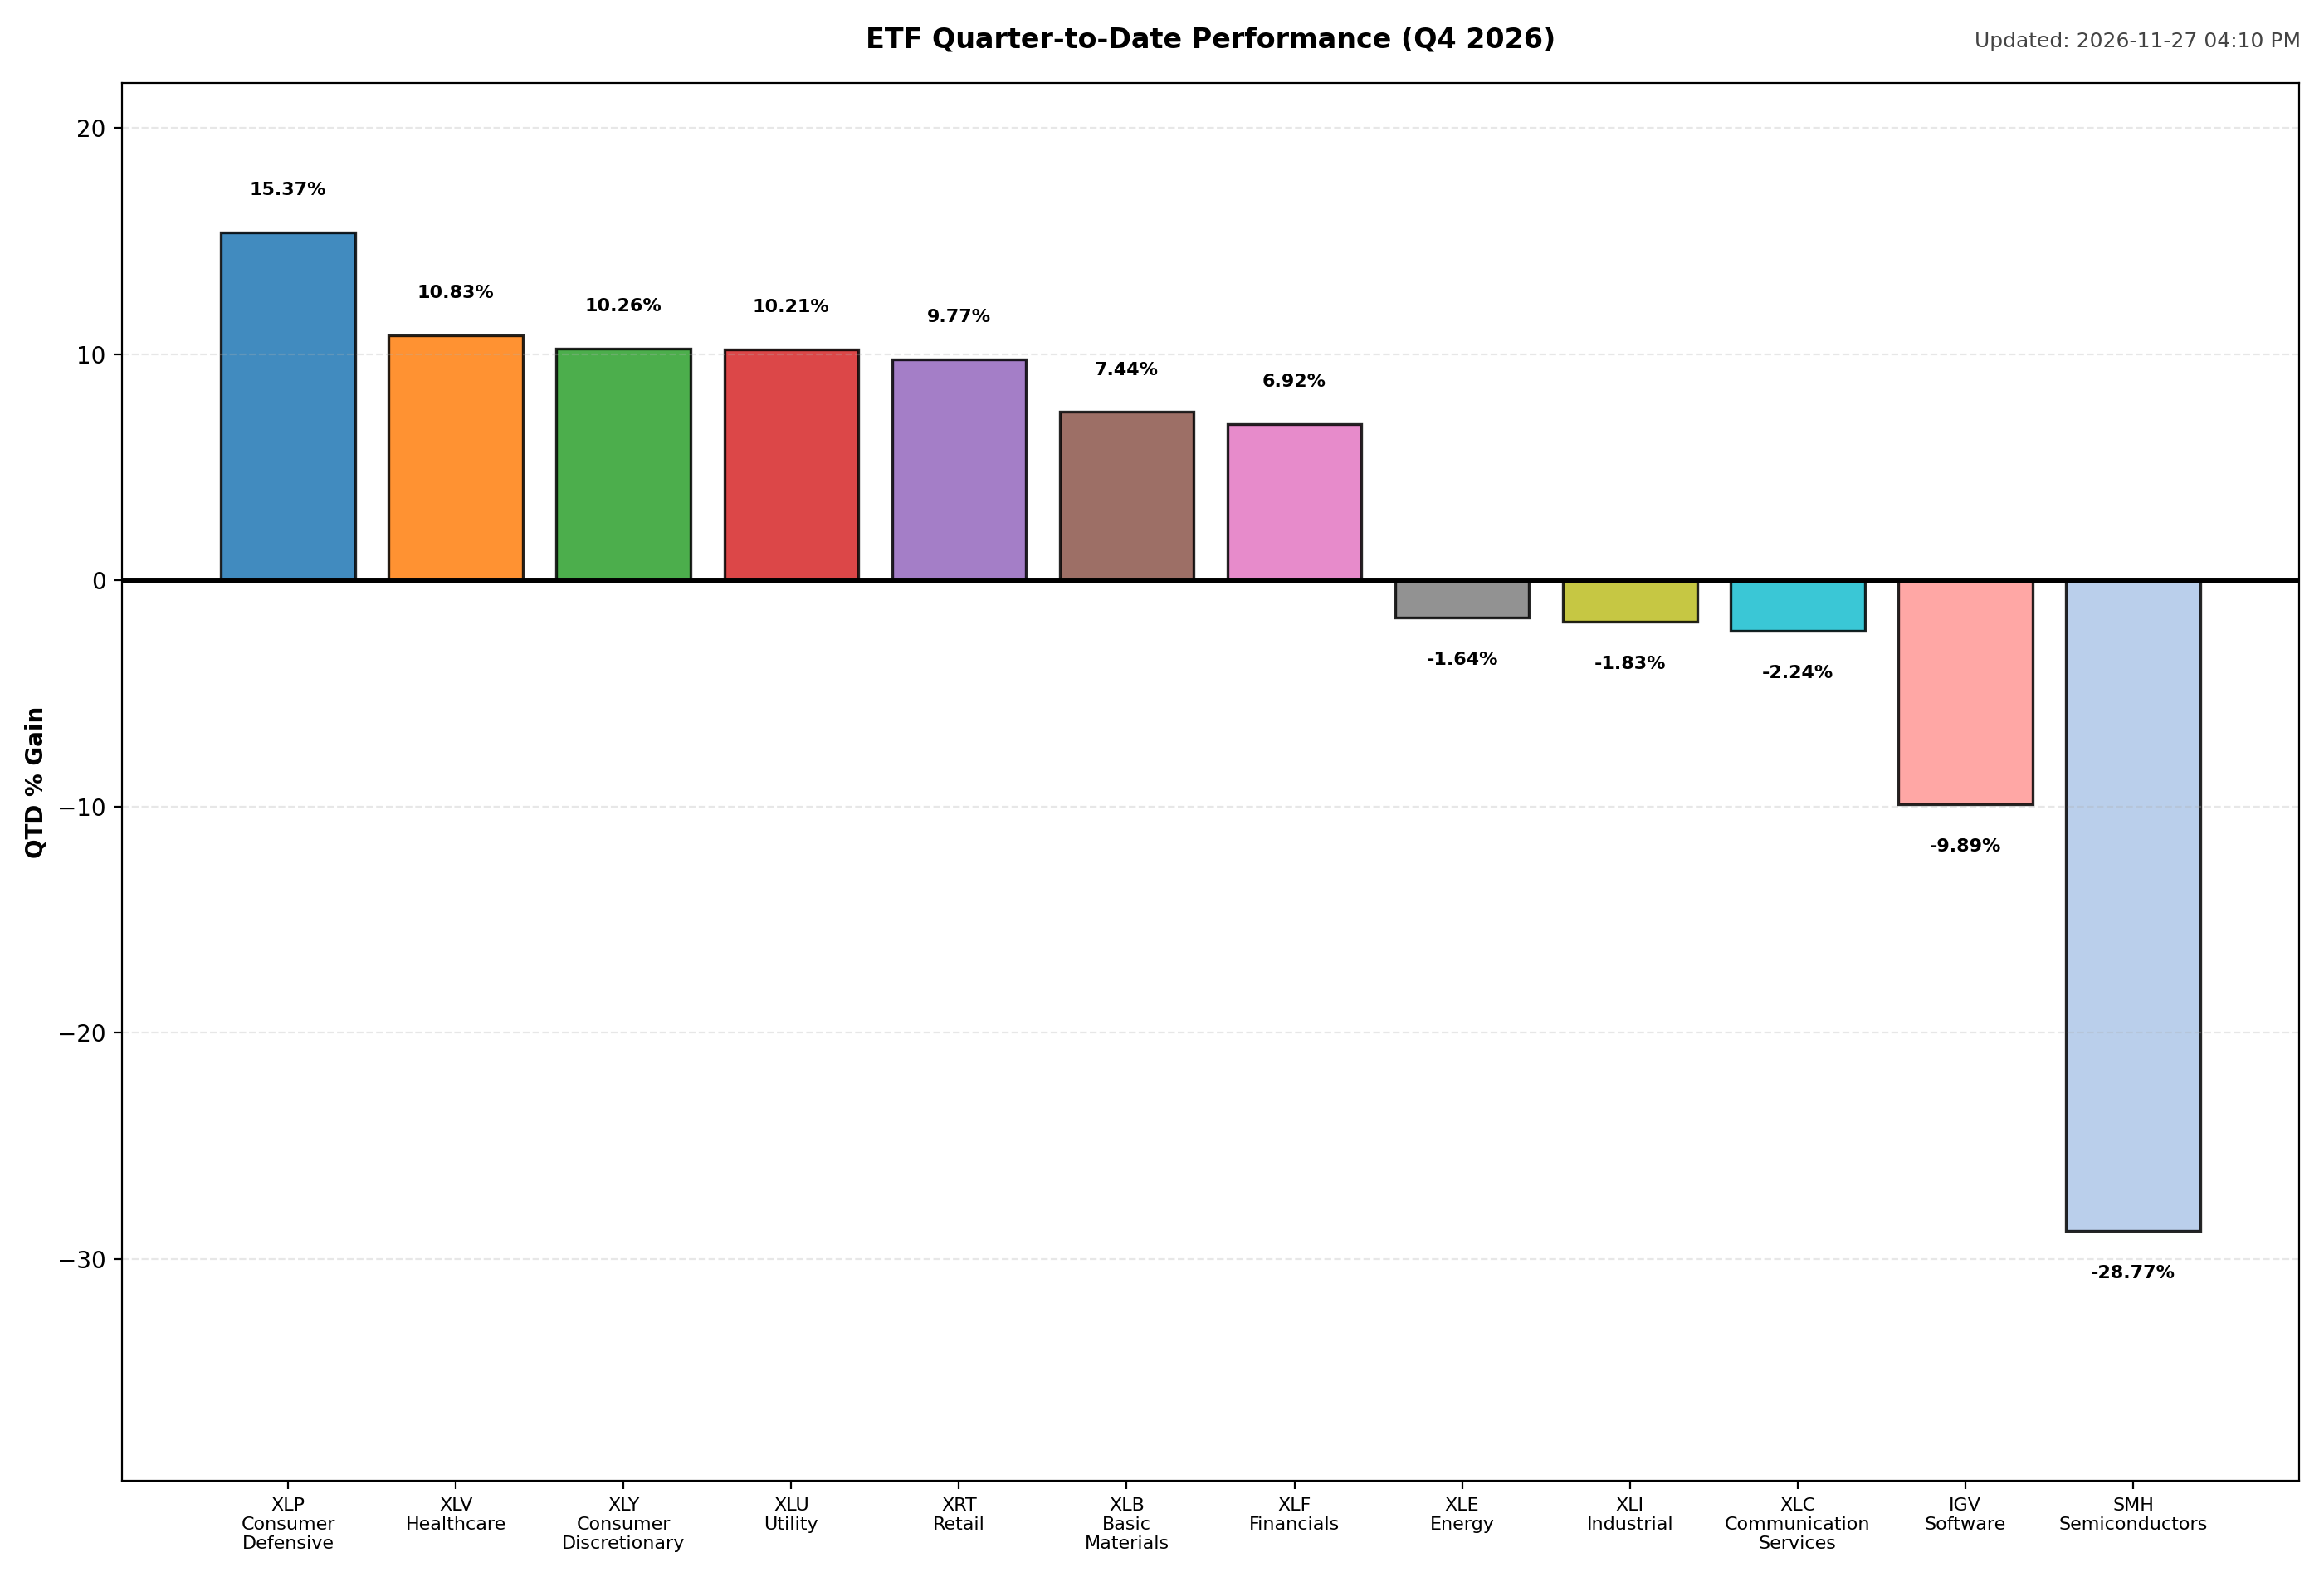 ETF Quarter-to-Date Performance (Q4 2026)
Updated: 2026-11-27 04:10 PM
QTD % Gain
20
10
0
−10
−20
−30
15.37%
10.83%
10.26%
10.21%
9.77%
7.44%
6.92%
-1.64%
-1.83%
-2.24%
-9.89%
-28.77%
XLP
Consumer
Defensive
XLV
Healthcare
XLY
Consumer
Discretionary
XLU
Utility
XRT
Retail
XLB
Basic
Materials
XLF
Financials
XLE
Energy
XLI
Industrial
XLC
Communication
Services
IGV
Software
SMH
Semiconductors